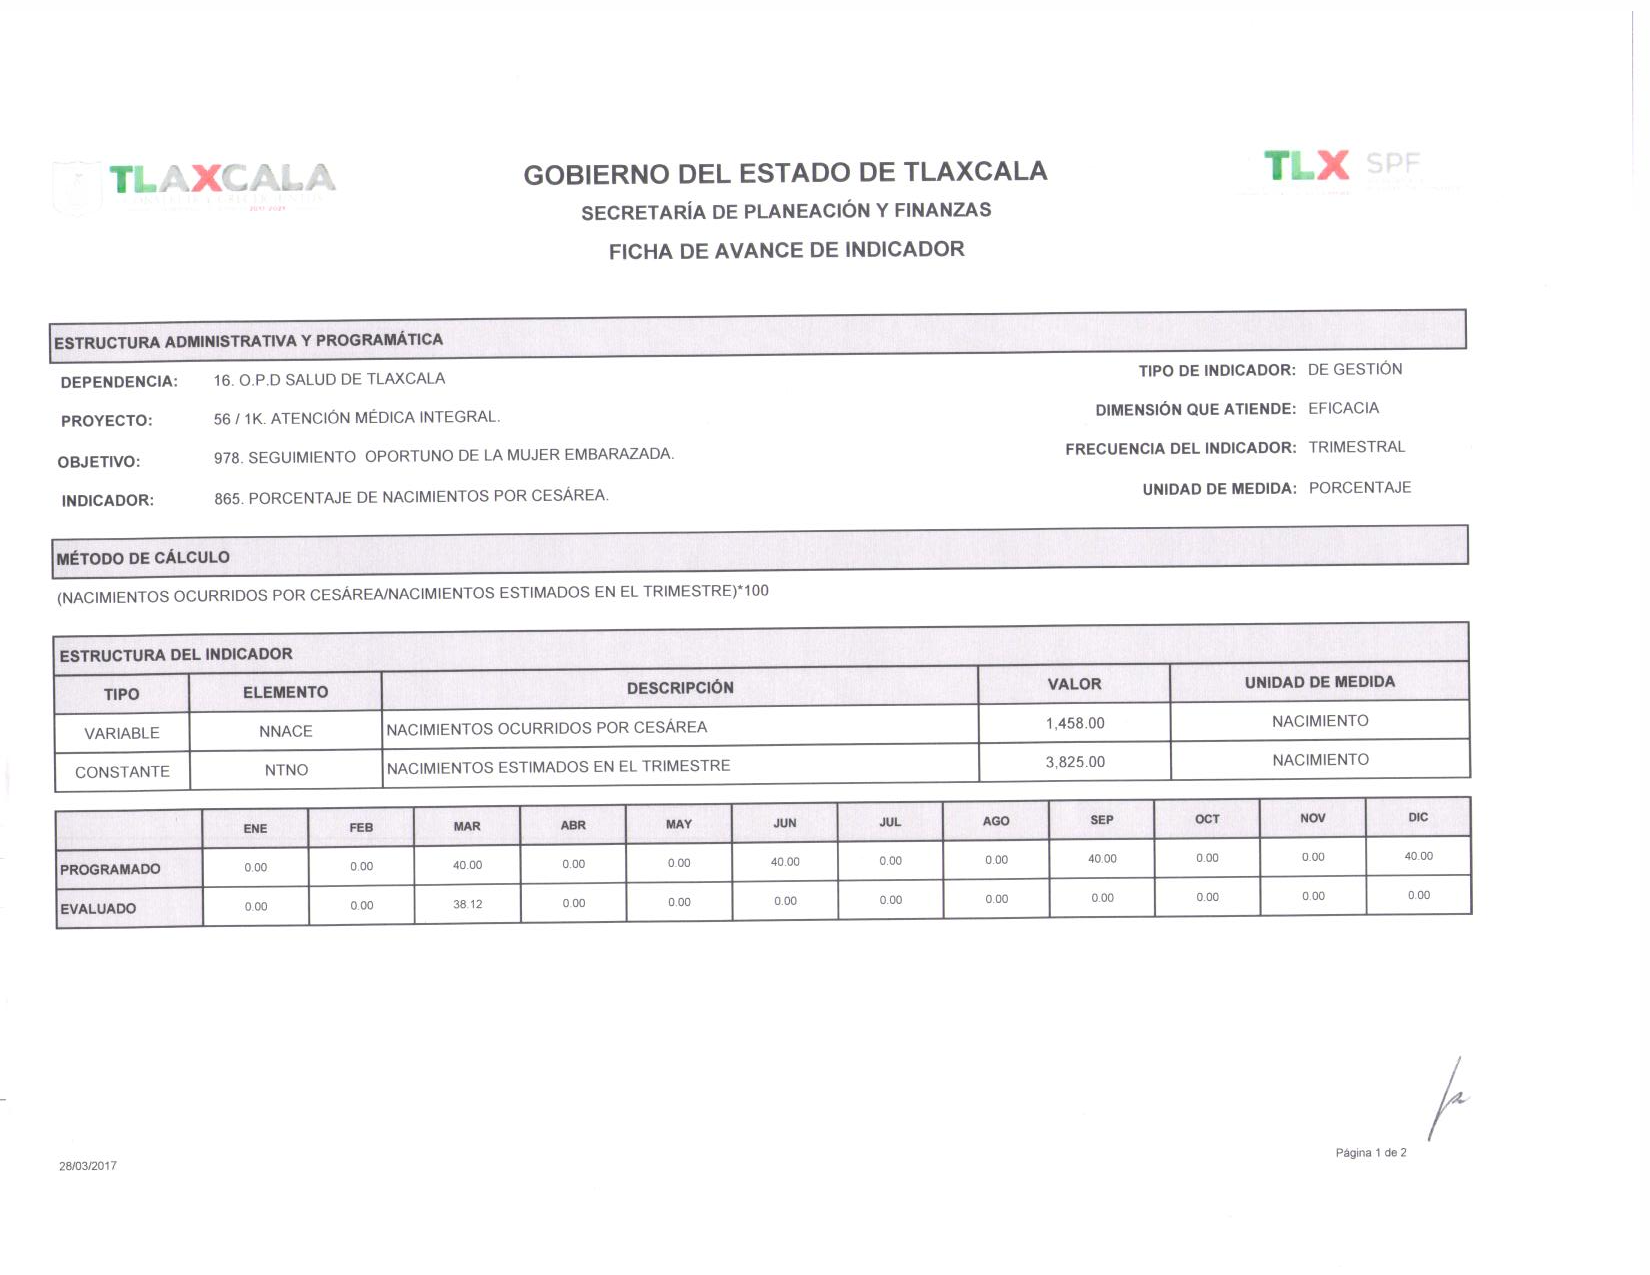 TLAXCALA
2017-2021
GOBIERNO DEL ESTADO DE TLAXCALA
TLX SPF
SECRETARÍA DE PLANEACIÓN Y FINANZAS
FICHA DE AVANCE DE INDICADOR
ESTRUCTURA ADMINISTRATIVA Y PROGRAMÁTICA
DEPENDENCIA: 16. O.P.D SALUD DE TLAXCALA TIPO DE INDICADOR: DE GESTIÓN
PROYECTO: 56 / 1K. ATENCIÓN MÉDICA INTEGRAL. DIMENSIÓN QUE ATIENDE: EFICACIA
OBJETIVO: 978. SEGUIMIENTO OPORTUNO DE LA MUJER EMBARAZADA. FRECUENCIA DEL INDICADOR: TRIMESTRAL
INDICADOR: 865. PORCENTAJE DE NACIMIENTOS POR CESÁREA. UNIDAD DE MEDIDA: PORCENTAJE
MÉTODO DE CÁLCULO
(NACIMIENTOS OCURRIDOS POR CESÁREA/NACIMIENTOS ESTIMADOS EN EL TRIMESTRE)*100
ESTRUCTURA DEL INDICADOR
TIPO ELEMENTO DESCRIPCIÓN VALOR UNIDAD DE MEDIDA
VARIABLE NNACE NACIMIENTOS OCURRIDOS POR CESÁREA 1,458.00 NACIMIENTO
CONSTANTE NTNO NACIMIENTOS ESTIMADOS EN EL TRIMESTRE 3,825.00 NACIMIENTO
ENE FEB MAR ABR MAY JUN JUL AGO SEP OCT NOV DIC
PROGRAMADO 0.00 0.00 40.00 0.00 0.00 40.00 0.00 0.00 40.00 0.00 0.00 40.00
EVALUADO 0.00 0.00 38.12 0.00 0.00 0.00 0.00 0.00 0.00 0.00 0.00 0.00
28/03/2017 Página 1 de 2